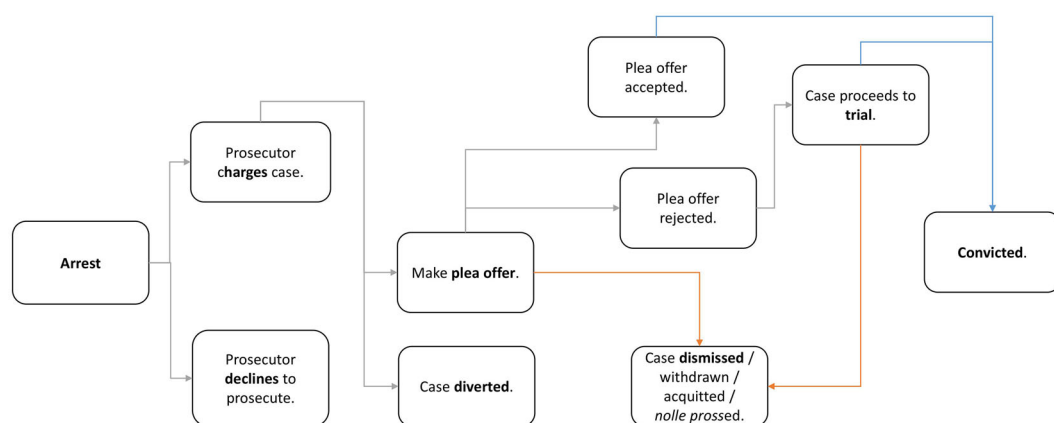 Arrest
Prosecutor
charges case.
Prosecutor
declines to
prosecute.
Make plea offer.
Case diverted.
Plea offer
accepted.
Plea offer
rejected.
Case dismissed /
withdrawn /
acquitted /
nolle prossed.
Case proceeds to
trial.
Convicted.